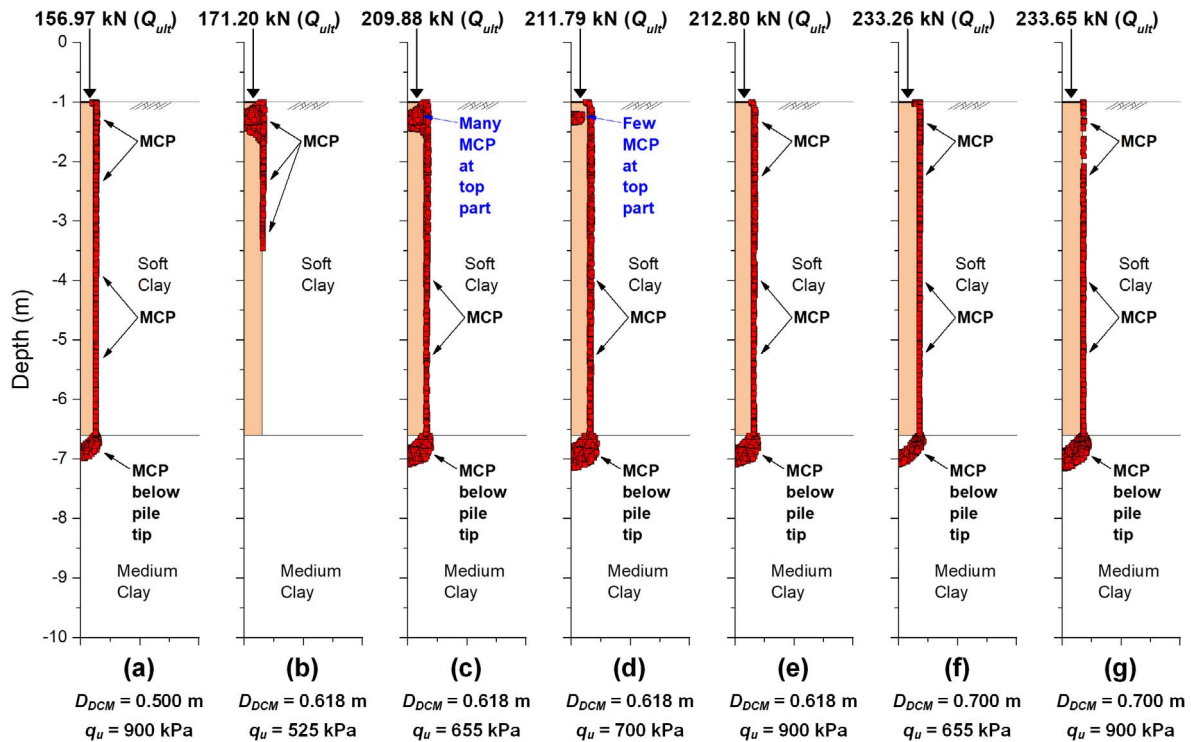 156.97 kN (Qult)
171.20 kN (Qult)
209.88 kN (Qult)
211.79 kN (Qult)
212.80 kN (Qult)
233.26 kN (Qult)
233.65 kN (Qult)
Depth (m)
0
-1
-2
-3
-4
-5
-6
-7
-8
-9
-10
MCP
Soft
Clay
MCP
MCP
below
pile
tip
Medium
Clay
(a)
DDCM = 0.500 m
qu = 900 kPa
MCP
Soft
Clay
Medium
Clay
(b)
DDCM = 0.618 m
qu = 525 kPa
Many
MCP
at
top
part
Soft
Clay
MCP
MCP
below
pile
tip
Medium
Clay
(c)
DDCM = 0.618 m
qu = 655 kPa
Few
MCP
at
top
part
Soft
Clay
MCP
MCP
below
pile
tip
Medium
Clay
(d)
DDCM = 0.618 m
qu = 700 kPa
MCP
Soft
Clay
MCP
MCP
below
pile
tip
Medium
Clay
(e)
DDCM = 0.618 m
qu = 900 kPa
MCP
Soft
Clay
MCP
MCP
below
pile
tip
Medium
Clay
(f)
DDCM = 0.700 m
qu = 655 kPa
MCP
Soft
Clay
MCP
MCP
below
pile
tip
Medium
Clay
(g)
DDCM = 0.700 m
qu = 900 kPa